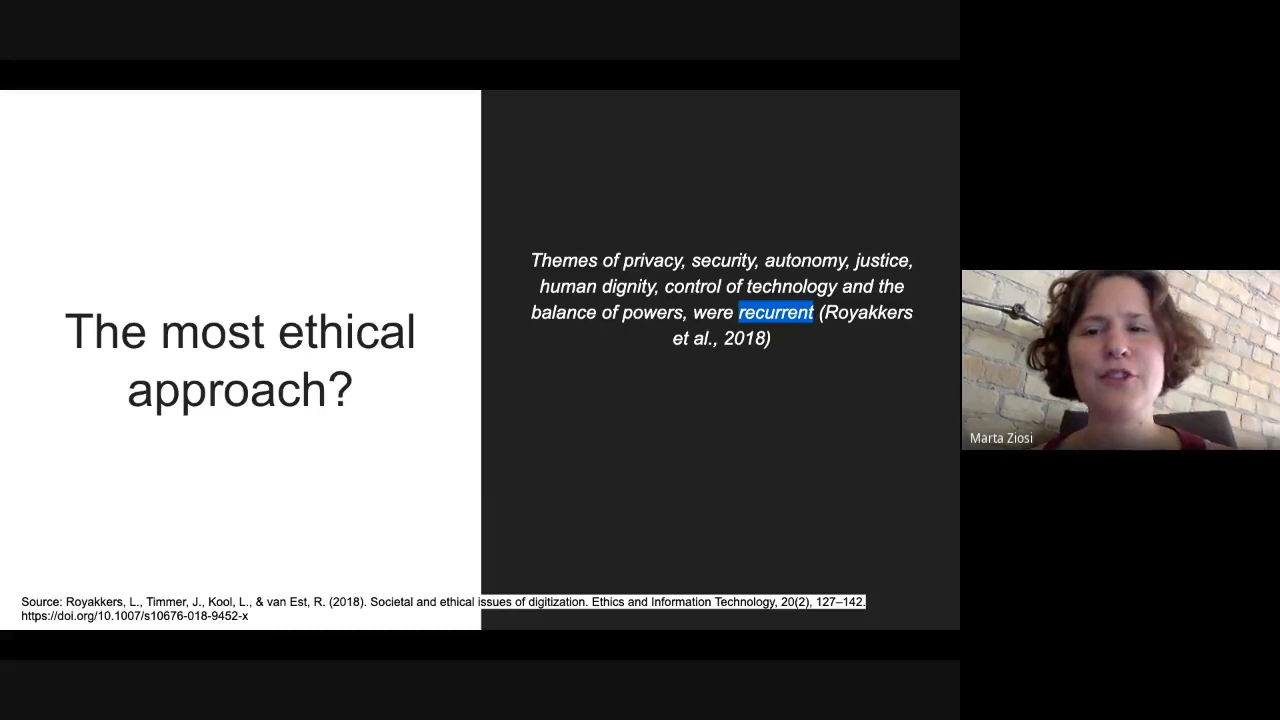 The most ethical
approach?
Themes of privacy, security, autonomy, justice,
human dignity, control of technology and the
balance of powers, were recurrent (Royakkers
et al., 2018)
Source: Royakkers, L., Timmer, J., Kool, L., & van Est, R. (2018). Societal and ethical issues of digitization. Ethics and Information Technology, 20(2), 127–142.
https://doi.org/10.1007/s10676-018-9452-x
Marta Ziosi